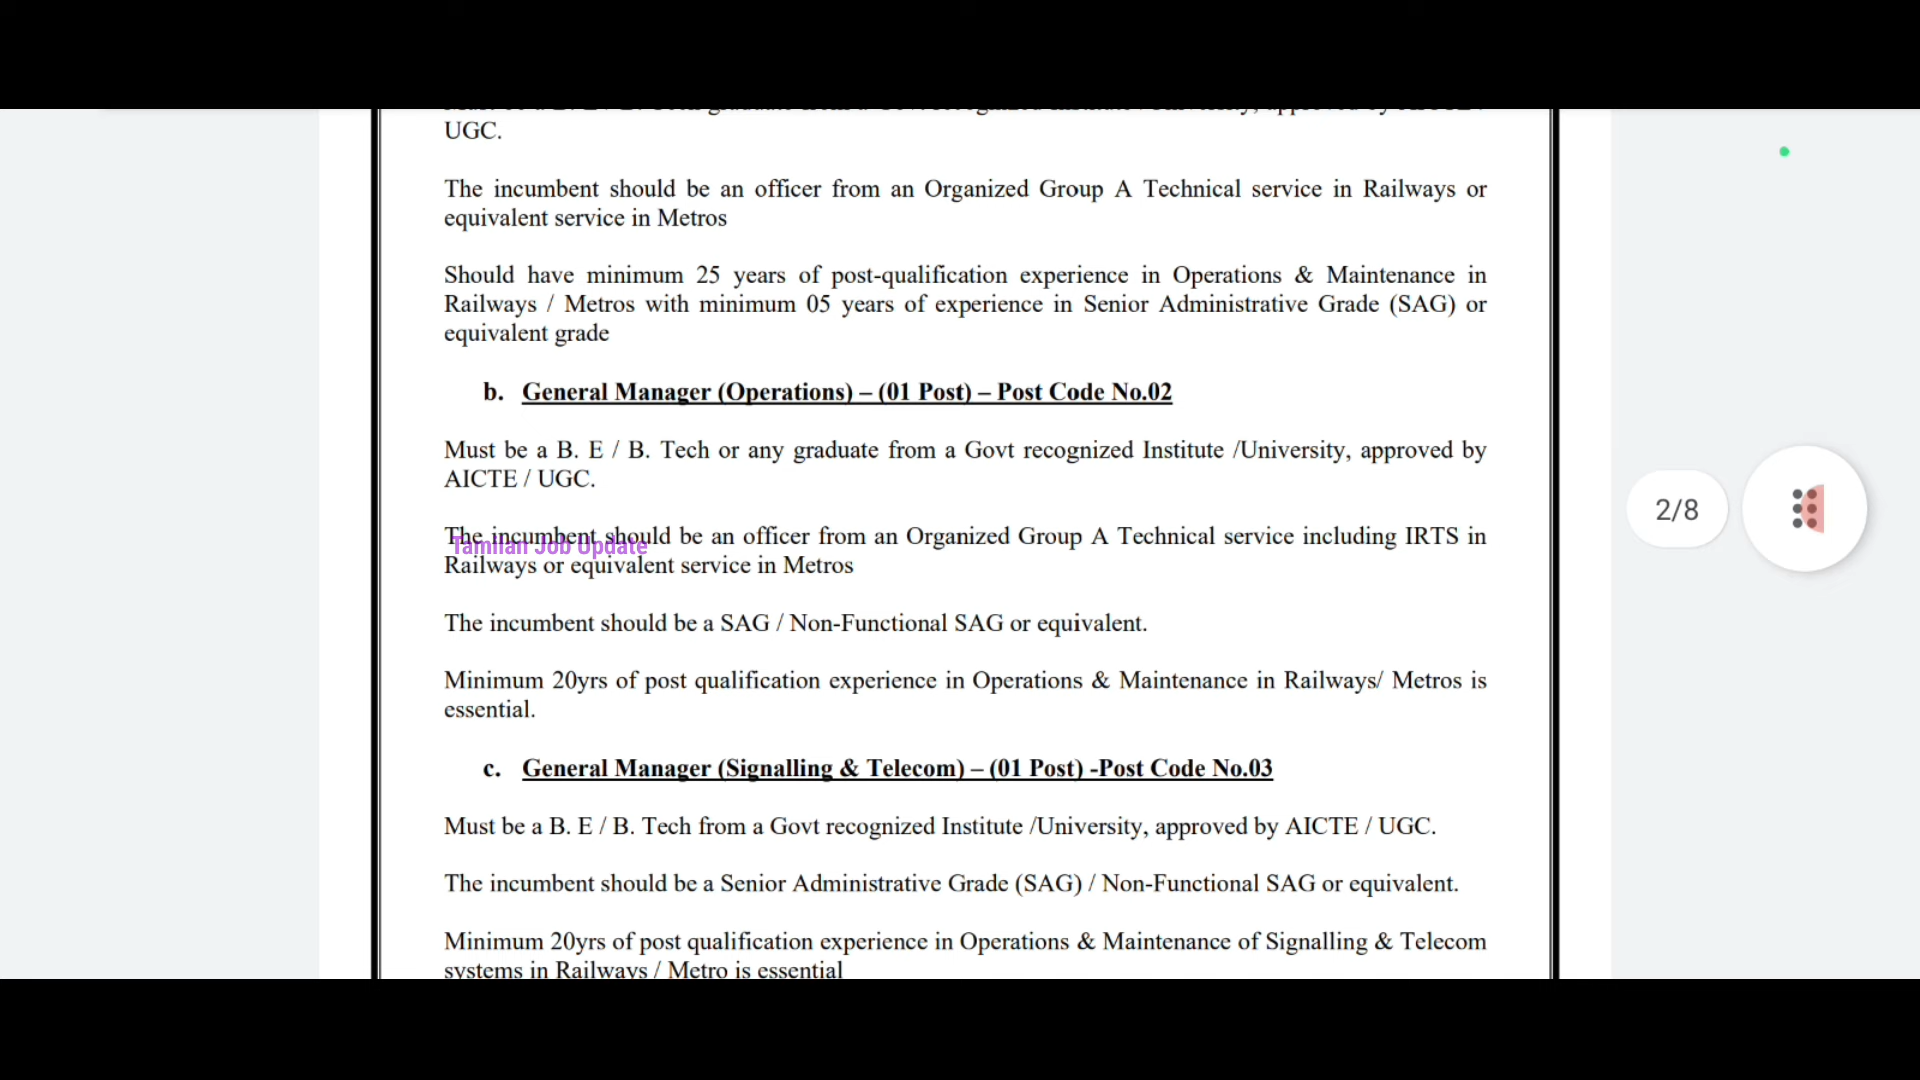 UGC.
The incumbent should be an officer from an Organized Group A Technical service in Railways or
equivalent service in Metros
Should have minimum 25 years of post-qualification experience in Operations & Maintenance in
Railways / Metros with minimum 05 years of experience in Senior Administrative Grade (SAG) or
equivalent grade
b. General Manager (Operations) – (01 Post) – Post Code No.02
Must be a B. E / B. Tech or any graduate from a Govt recognized Institute /University, approved by
AICTE / UGC.
The incumbent should be an officer from an Organized Group A Technical service including IRTS in
Tamilan Job Update
Railways or equivalent service in Metros
The incumbent should be a SAG / Non-Functional SAG or equivalent.
2/8
Minimum 20yrs of post qualification experience in Operations & Maintenance in Railways/ Metros is
essential.
c. General Manager (Signalling & Telecom) – (01 Post) -Post Code No.03
Must be a B. E / B. Tech from a Govt recognized Institute /University, approved by AICTE / UGC.
The incumbent should be a Senior Administrative Grade (SAG) / Non-Functional SAG or equivalent.
Minimum 20yrs of post qualification experience in Operations & Maintenance of Signalling & Telecom
systems in Railways / Metro is essential